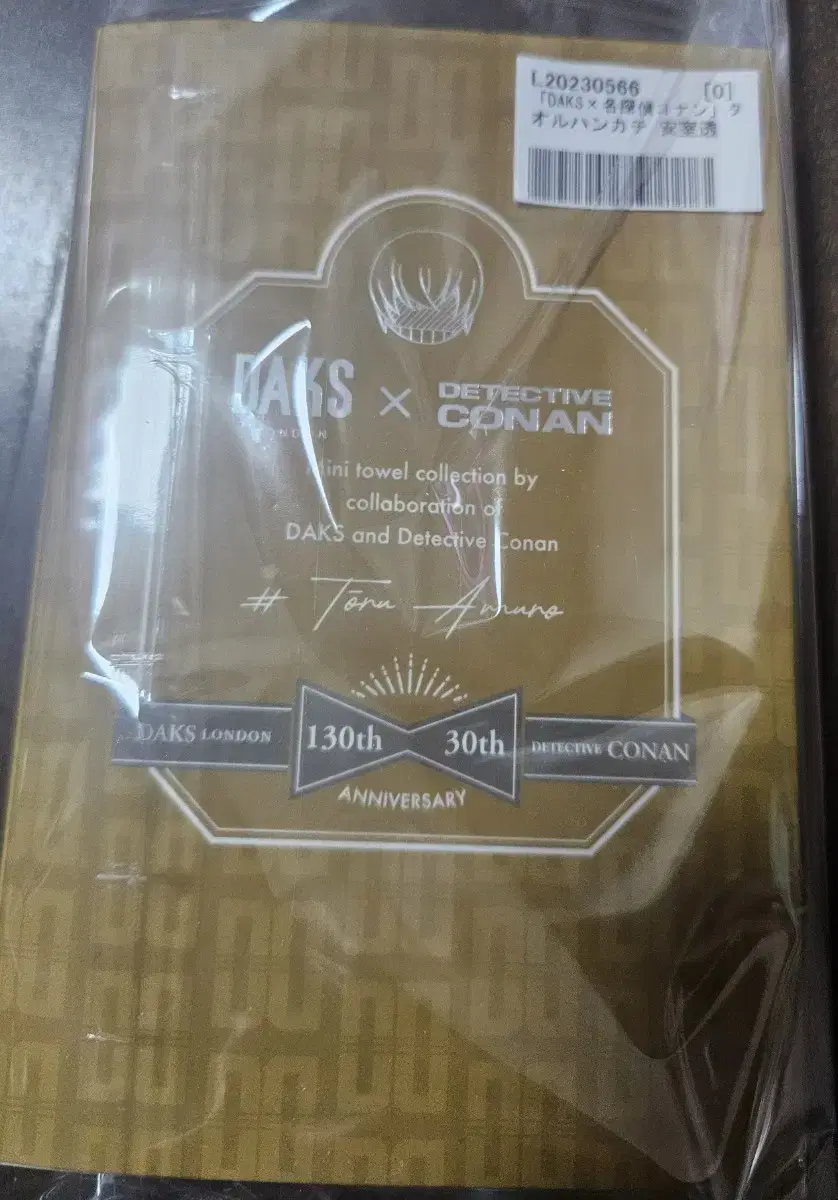 L20230566 [0]
「DAKS×名探偵コナン」タ
オルハンカチ 安室透
DAKS × DETECTIVE
LONDON CONAN
Mini towel collection by
collaboration of
DAKS and Detective Conan
# Tōru Amuro
DAKS LONDON 130th 30th DETECTIVE CONAN
ANNIVERSARY